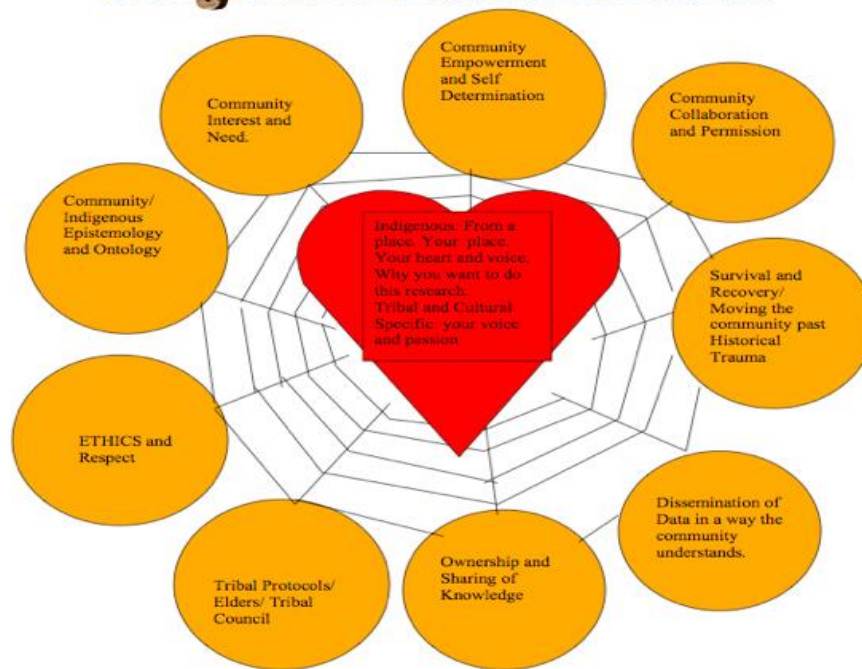 Community
Empowerment
and Self
Determination
Community
Interest and
Need.
Community
Collaboration
and Permission
Community/
Indigenous
Epistemology
and Ontology
Indigenous: From a
place. Your place.
Your heart and voice.
Why you want to do
this research.
Tribal and Cultural
Specific: your voice
and passion
Survival and
Recovery/
Moving the
community past
Historical
Trauma
ETHICS and
Respect
Dissemination of
Data in a way the
community
understands.
Tribal Protocols/
Elders/ Tribal
Council
Ownership and
Sharing of
Knowledge